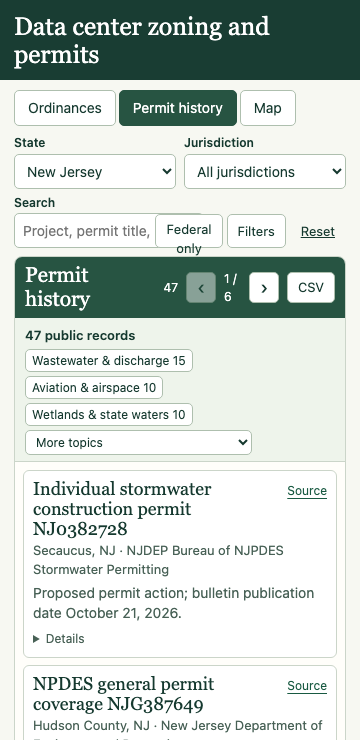 Data center zoning and
permits
Ordinances
Permit history
Map
State
Jurisdiction
New Jersey
All jurisdictions
Search
Project, permit title,
Federal
only
Filters
Reset
Permit
history
47
‹
1 /
6
›
CSV
47 public records
Wastewater & discharge 15
Aviation & airspace 10
Wetlands & state waters 10
More topics
Individual stormwater
construction permit
NJ0382728
Source
Secaucus, NJ · NJDEP Bureau of NJPDES
Stormwater Permitting
Proposed permit action; bulletin publication
date October 21, 2026.
Details
NPDES general permit
coverage NJG387649
Source
Hudson County, NJ · New Jersey Department of